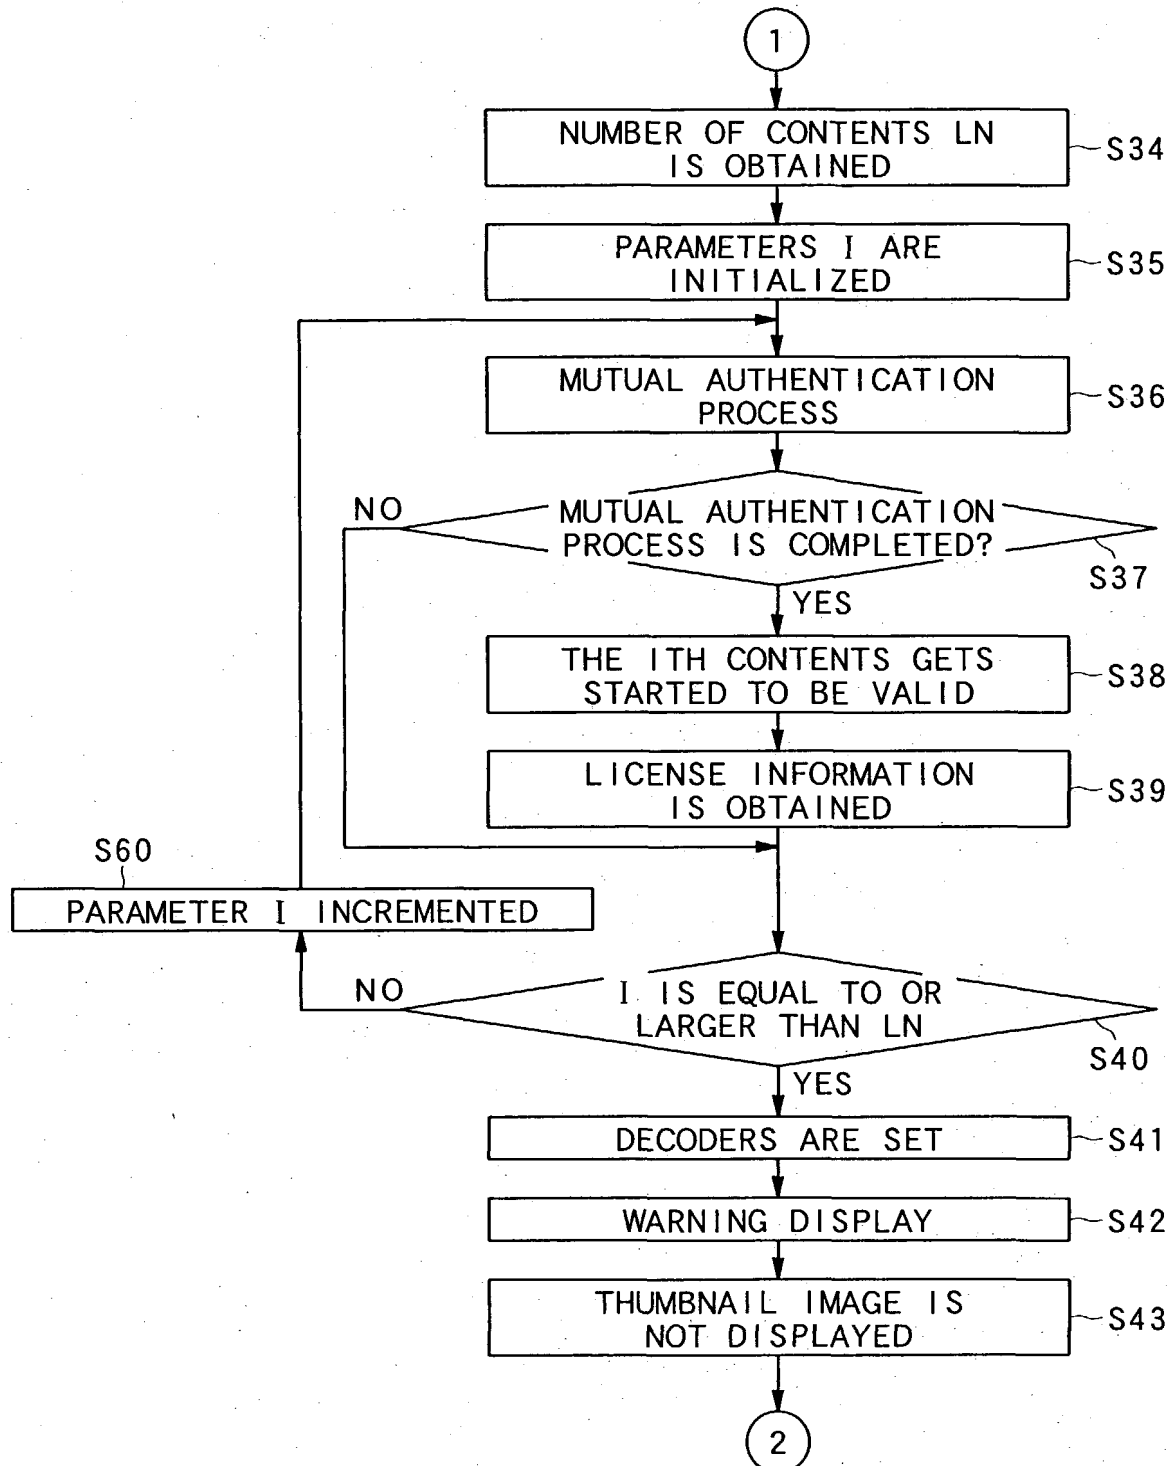 1
NUMBER OF CONTENTS LN
IS OBTAINED
S34
PARAMETERS I ARE
INITIALIZED
S35
MUTUAL AUTHENTICATION
PROCESS
S36
NO
MUTUAL AUTHENTICATION
PROCESS IS COMPLETED?
S37
YES
THE ITH CONTENTS GETS
STARTED TO BE VALID
S38
LICENSE INFORMATION
IS OBTAINED
S39
S60
PARAMETER I INCREMENTED
NO
I IS EQUAL TO OR
LARGER THAN LN
S40
YES
DECODERS ARE SET
S41
WARNING DISPLAY
S42
THUMBNAIL IMAGE IS
NOT DISPLAYED
S43
2